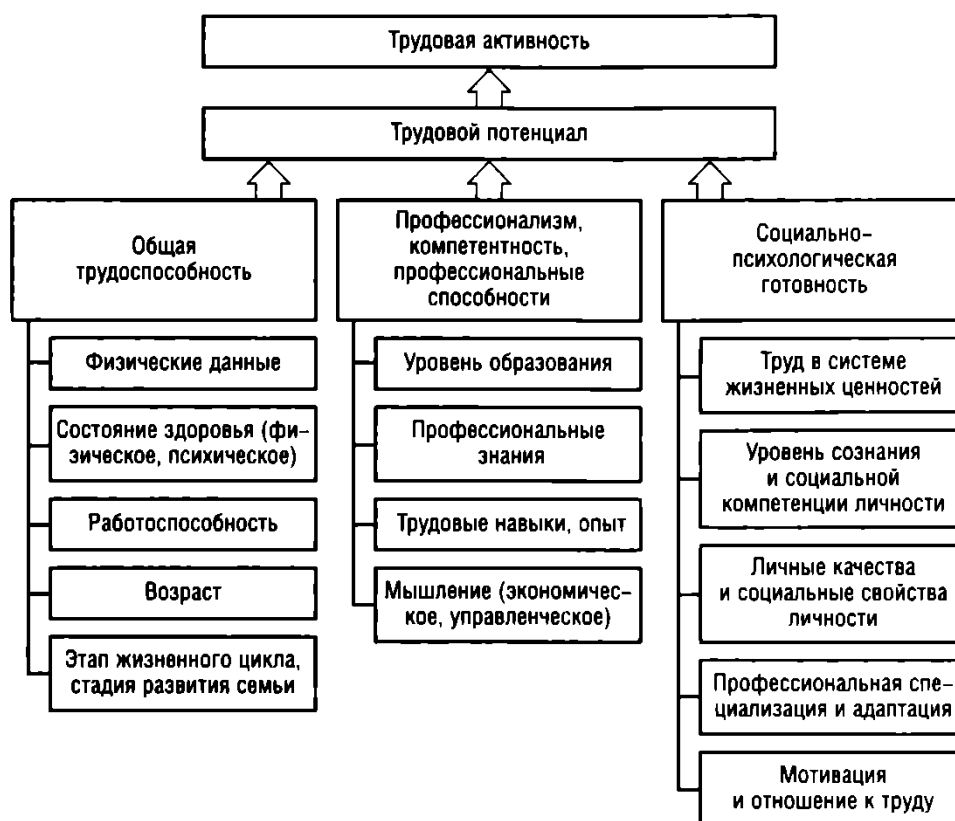 Трудовая активность
Трудовой потенциал
Общая
трудоспособность
Физические данные
Состояние здоровья (фи-
зическое, психическое)
Работоспособность
Возраст
Этап жизненного цикла,
стадия развития семьи
Профессионализм,
компетентность,
профессиональные
способности
Уровень образования
Профессиональные
знания
Трудовые навыки, опыт
Мышление (экономичес-
кое, управленческое)
Социально-
психологическая
готовность
Труд в системе
жизненных ценностей
Уровень сознания
и социальной
компетенции личности
Личные качества
и социальные свойства
личности
Профессиональная спе-
циализация и адаптация
Мотивация
и отношение к труду